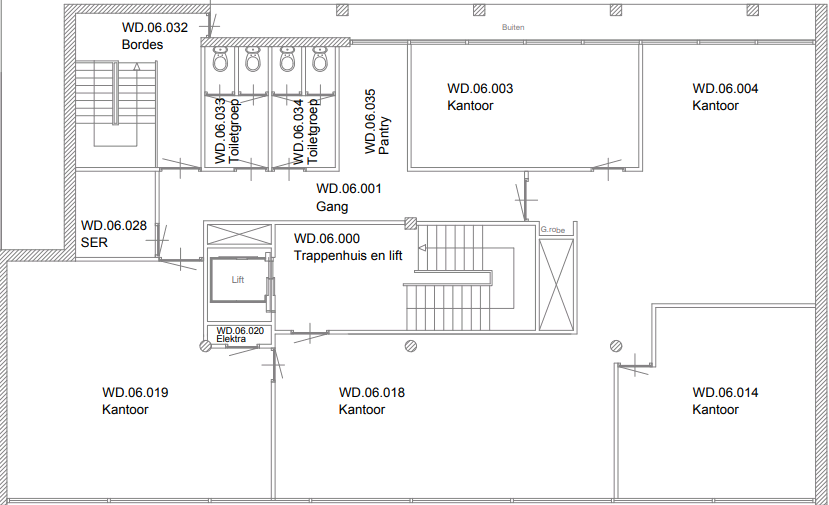 WD.06.032
Bordes
Buiten
WD.06.003
Kantoor
WD.06.004
Kantoor
WD.06.033
Toiletgroep
WD.06.034
Toiletgroep
WD.06.035
Pantry
WD.06.001
Gang
WD.06.028
SER
WD.06.000
Trappenhuis en lift
G.robe
Lift
WD.06.020
Elektra
WD.06.019
Kantoor
WD.06.018
Kantoor
WD.06.014
Kantoor